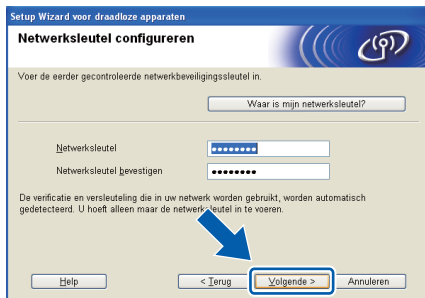 Setup Wizard voor draadloze apparaten
Netwerksleutel configureren
Voer de eerder gecontroleerde netwerkbeveiligingssleutel in.
Waar is mijn netwerksleutel?
Netwerksleutel ●●●●●●●●
Netwerksleutel bevestigen ●●●●●●●●
De verificatie en versleuteling die in uw netwerk worden gebruikt, worden automatisch
gedetecteerd. U hoeft alleen maar de netwerksleutel in te voeren.
Help < Terug Volgende > Annuleren